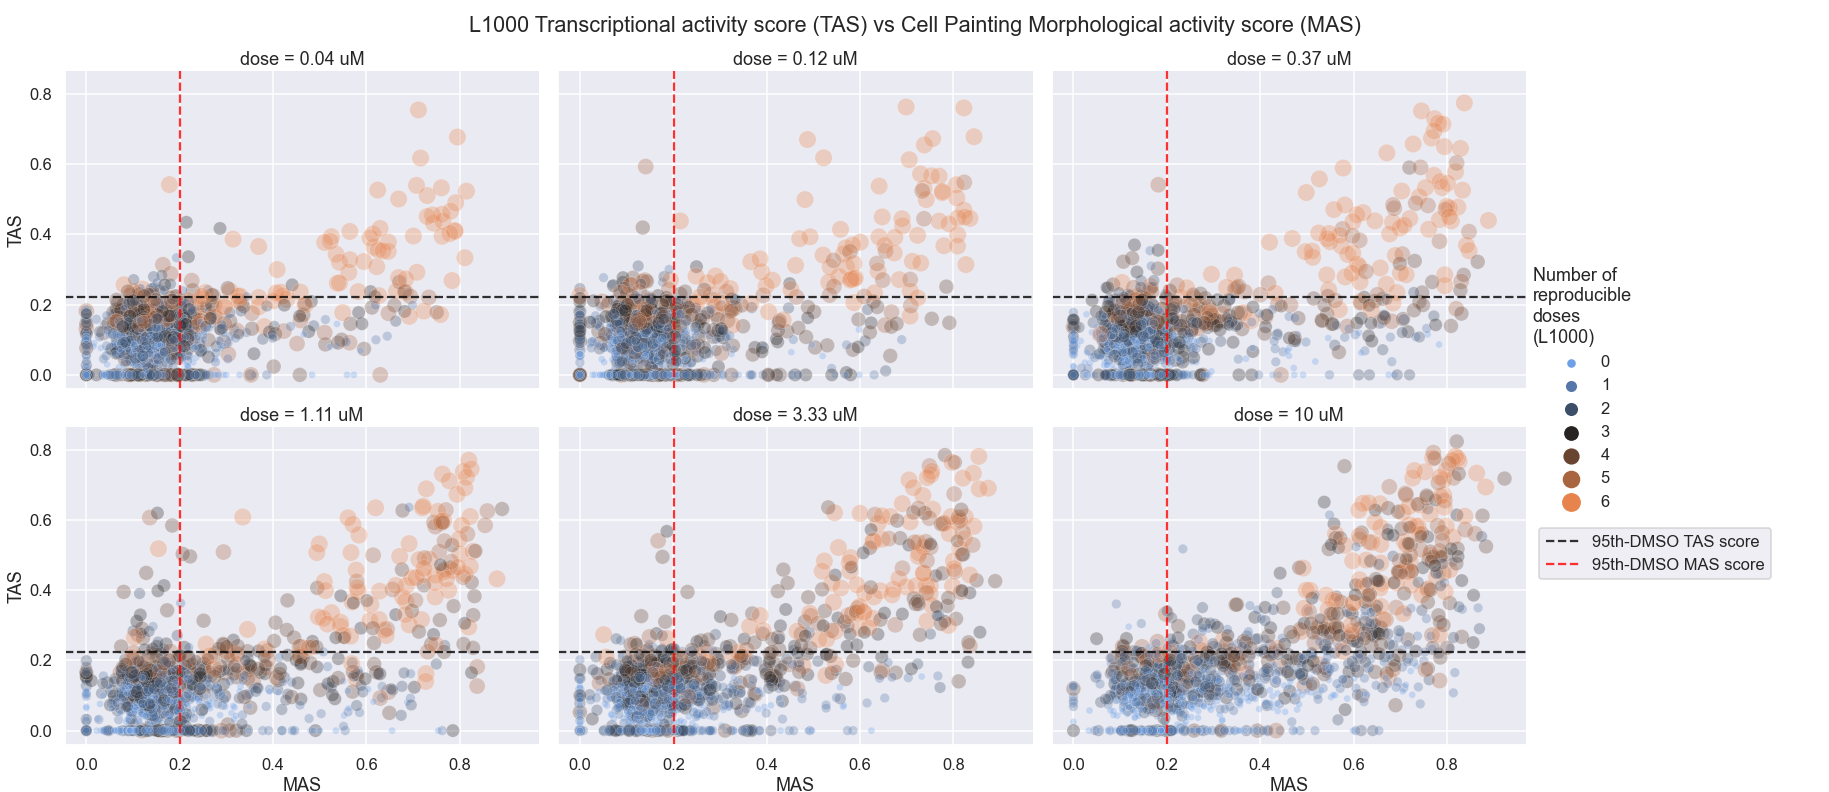 L1000 Transcriptional activity score (TAS) vs Cell Painting Morphological activity score (MAS)
dose = 0.04 uM
dose = 0.12 uM
dose = 0.37 uM
TAS
0.8
0.6
0.4
0.2
0.0
dose = 1.11 uM
dose = 3.33 uM
dose = 10 uM
TAS
0.8
0.6
0.4
0.2
0.0
0.0 0.2 0.4 0.6 0.8
MAS
0.0 0.2 0.4 0.6 0.8
MAS
0.0 0.2 0.4 0.6 0.8
MAS
Number of
reproducible
doses
(L1000)
0
1
2
3
4
5
6
95th-DMSO TAS score
95th-DMSO MAS score